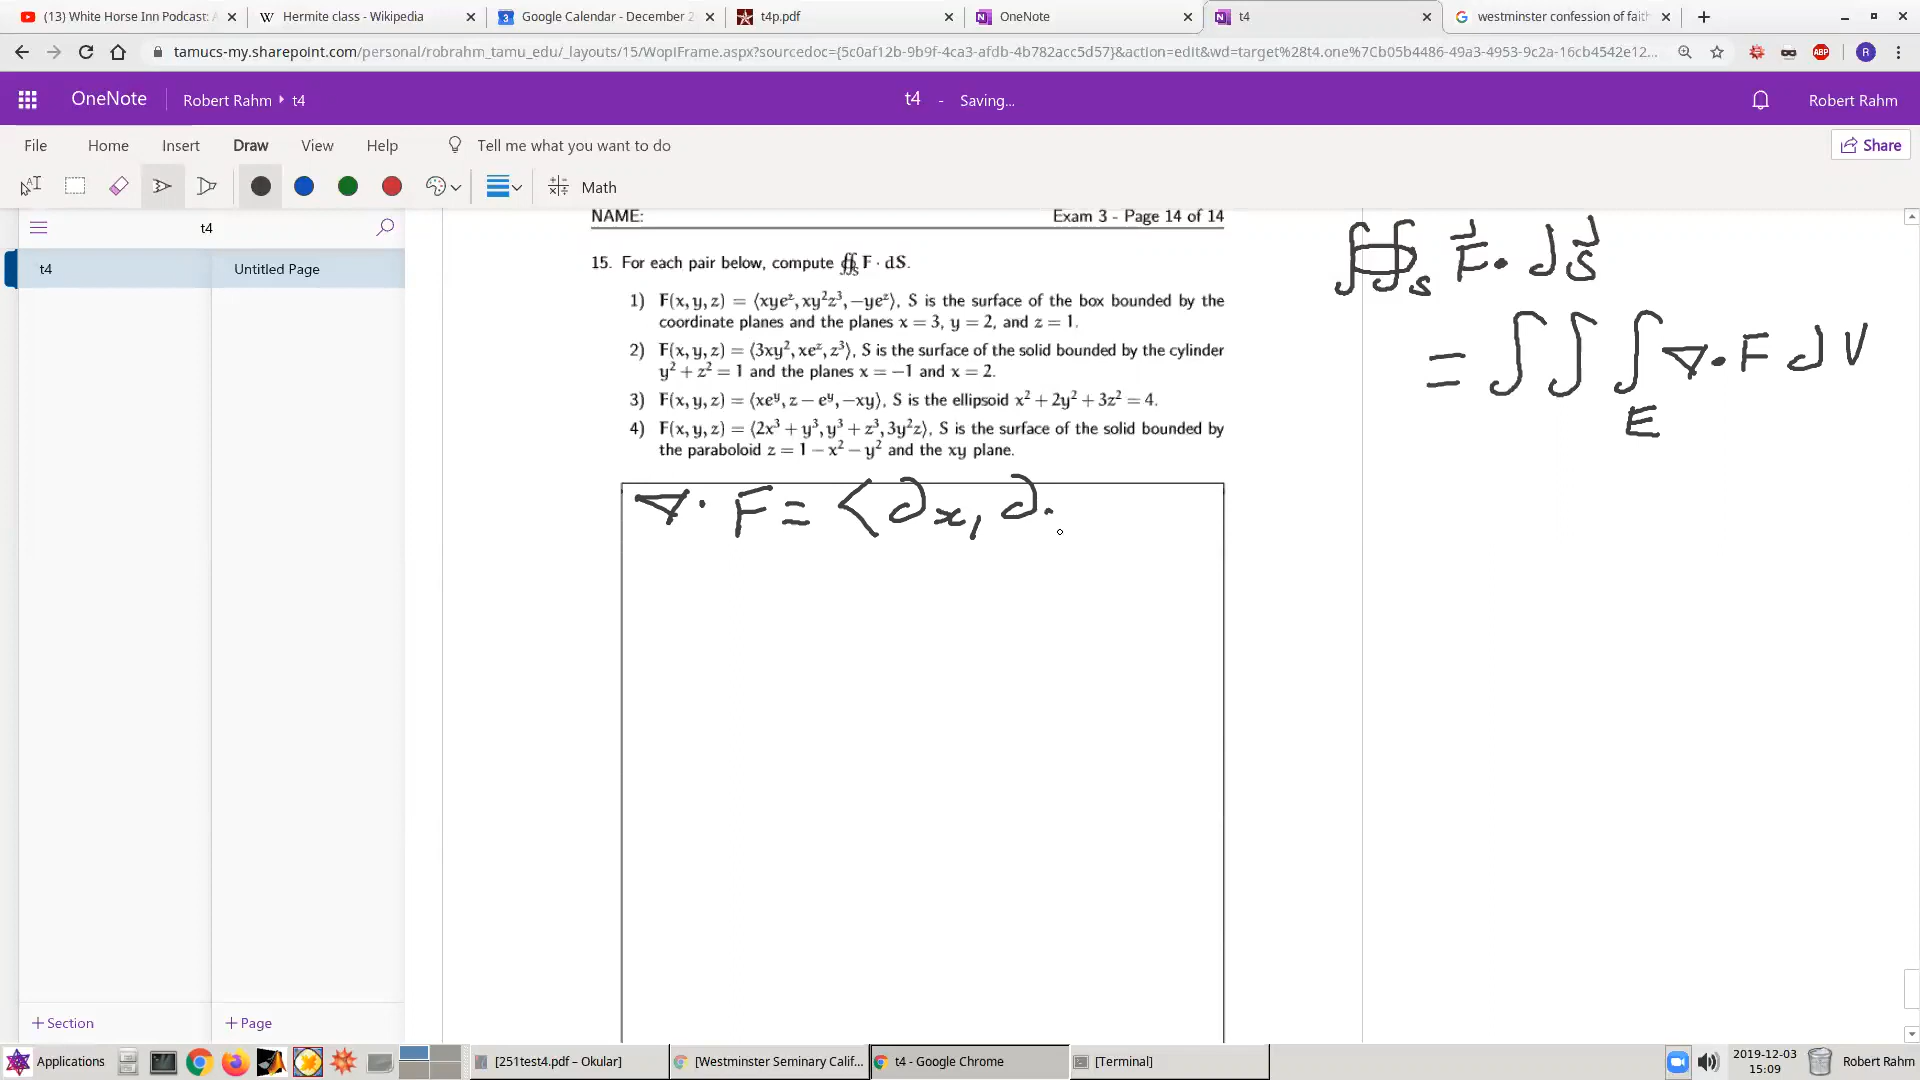 (13) White Horse Inn Podcast: A
Hermite class - Wikipedia
Google Calendar - December 2
t4p.pdf
OneNote
t4
westminster confession of fait
tamucs-my.sharepoint.com/personal/robrahm_tamu_edu/_layouts/15/WopiFrame.aspx?sourcedoc={5c0af12b-9b9f-4ca3-afdb-4b782acc5d57}&action=edit&wd=target%28t4.one%7Cb05b4486-49a3-4953-9c2a-16cb4542e12...
ABP
R
OneNote
Robert Rahm
t4
t4 - Saving...
Robert Rahm
File Home Insert Draw View Help
Tell me what you want to do
Share
Math
t4
t4
Untitled Page
NAME:
Exam 3 - Page 14 of 14
15. For each pair below, compute ∯S F · dS.
1) F(x, y, z) = ⟨xye^z, xy²z³, −ye^z⟩, S is the surface of the box bounded by the
coordinate planes and the planes x = 3, y = 2, and z = 1.
2) F(x, y, z) = ⟨3xy², xe^z, z³⟩, S is the surface of the solid bounded by the cylinder
y² + z² = 1 and the planes x = −1 and x = 2.
3) F(x, y, z) = ⟨xe^y, z − e^y, −xy⟩, S is the ellipsoid x² + 2y² + 3z² = 4.
4) F(x, y, z) = ⟨2x³ + y³, y³ + z³, 3y²z⟩, S is the surface of the solid bounded by
the paraboloid z = 1 − x² − y² and the xy plane.
∇ · F = ⟨∂x, ∂
∯S F⃗ · dS⃗
= ∫∫∫ ∇ · F dV
E
+ Section
+ Page
Applications
[251test4.pdf – Okular]
[Westminster Seminary Calif...
t4 - Google Chrome
[Terminal]
2019-12-03
15:09
Robert Rahm